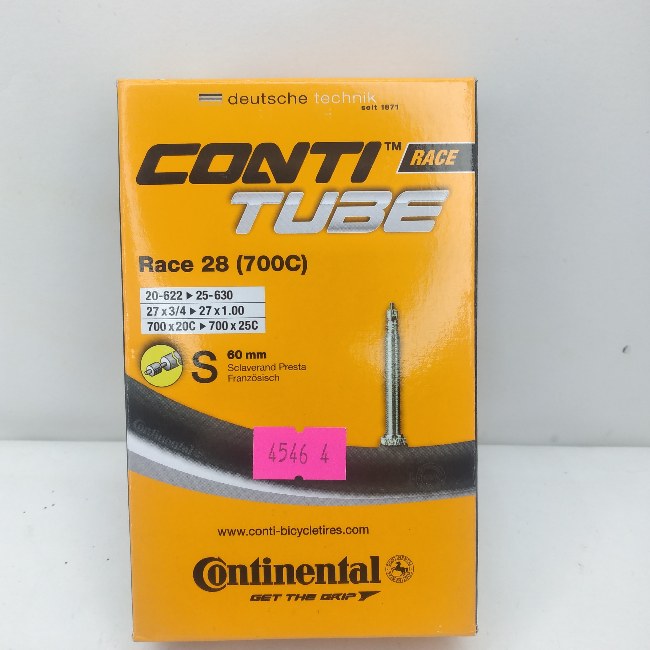 deutsche technik
seit 1871
CONTI™ RACE
TUBE
Race 28 (700C)
20-622 ▸ 25-630
27 x 3/4 ▸ 27 x 1.00
700 x 20C ▸ 700 x 25C
S 60 mm
Sclaverand Presta
Französisch
Continental
4546 4
www.conti-bicycletires.com
Continental
GET THE GRIP